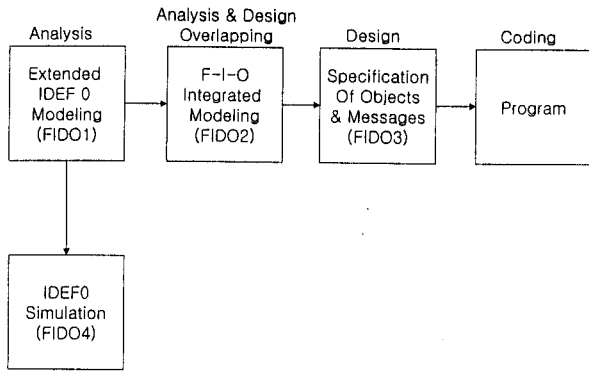 Analysis
Analysis & Design
Overlapping
Design
Coding
Extended
IDEF 0
Modeling
(FIDO1)
F-I-O
Integrated
Modeling
(FIDO2)
Specification
Of Objects
& Messages
(FIDO3)
Program
IDEF0
Simulation
(FIDO4)